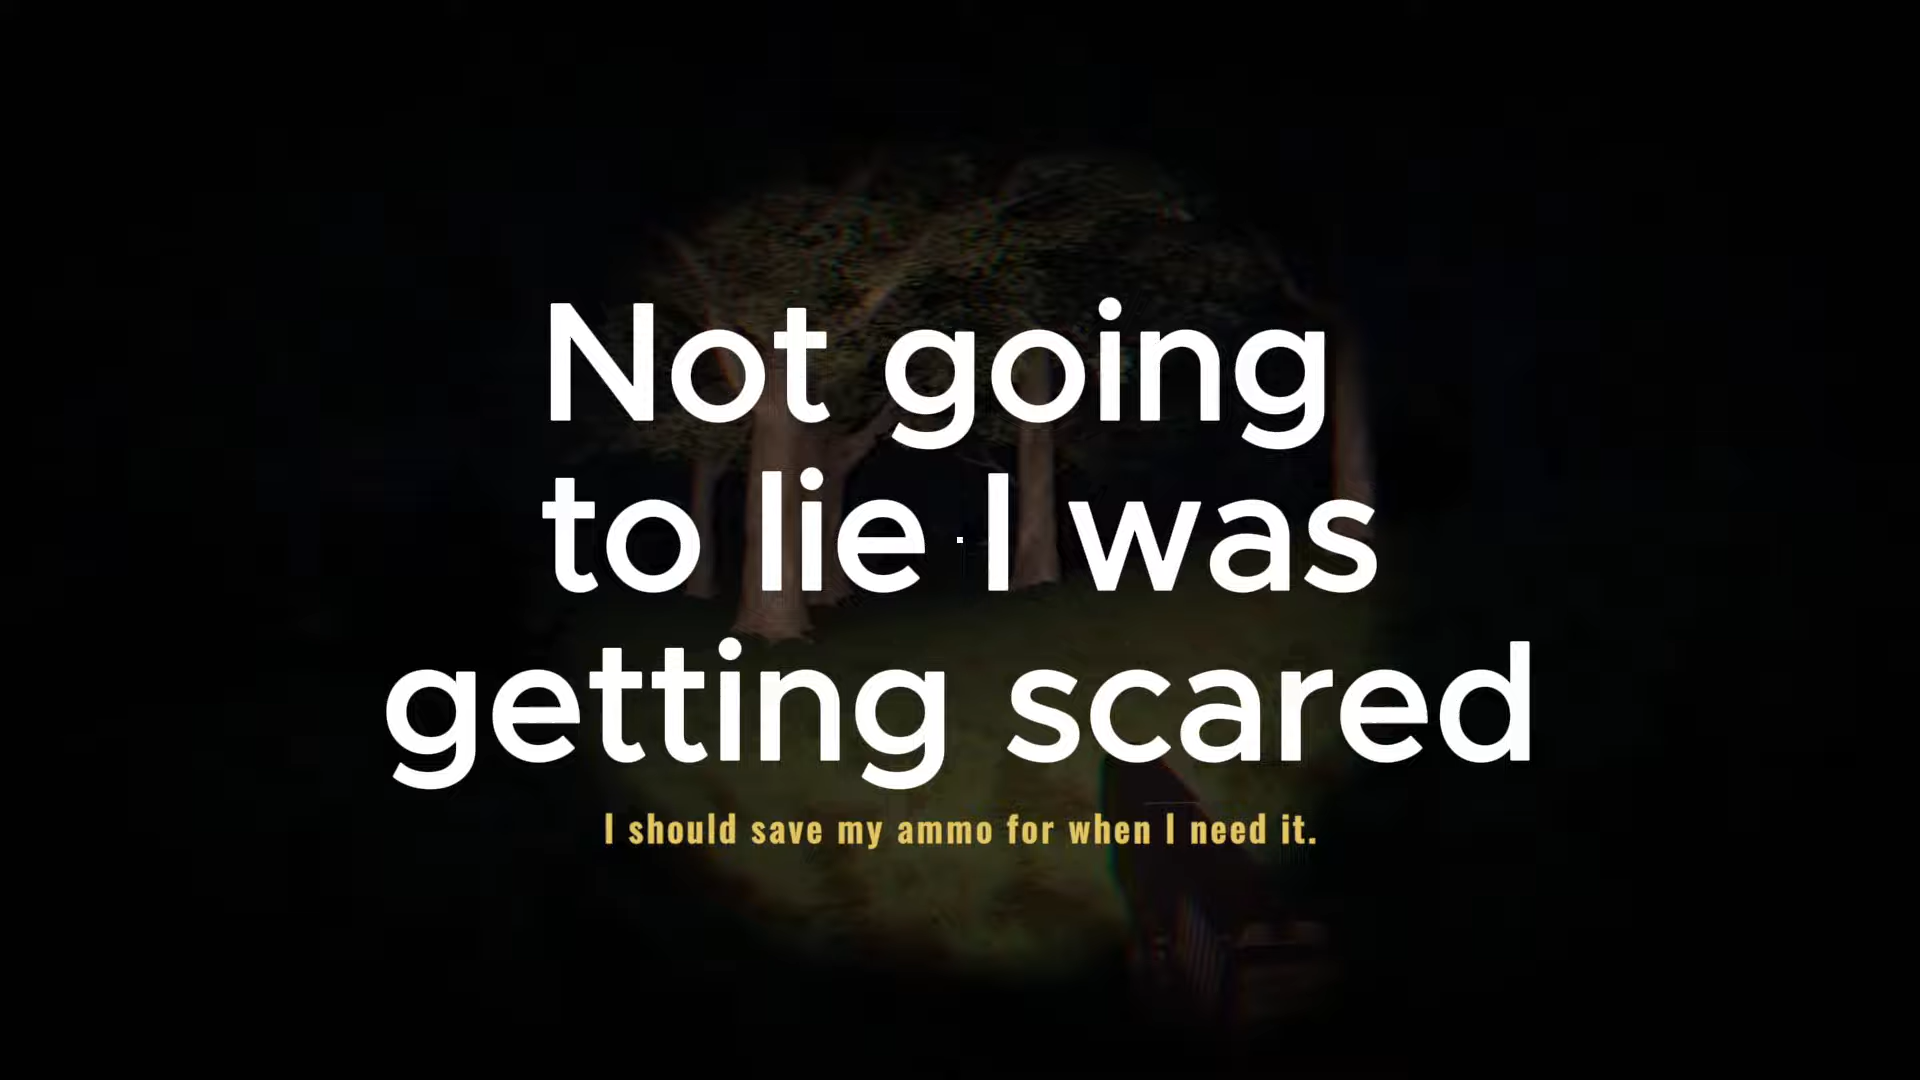 Not going
to lie I was
getting scared
I should save my ammo for when I need it.